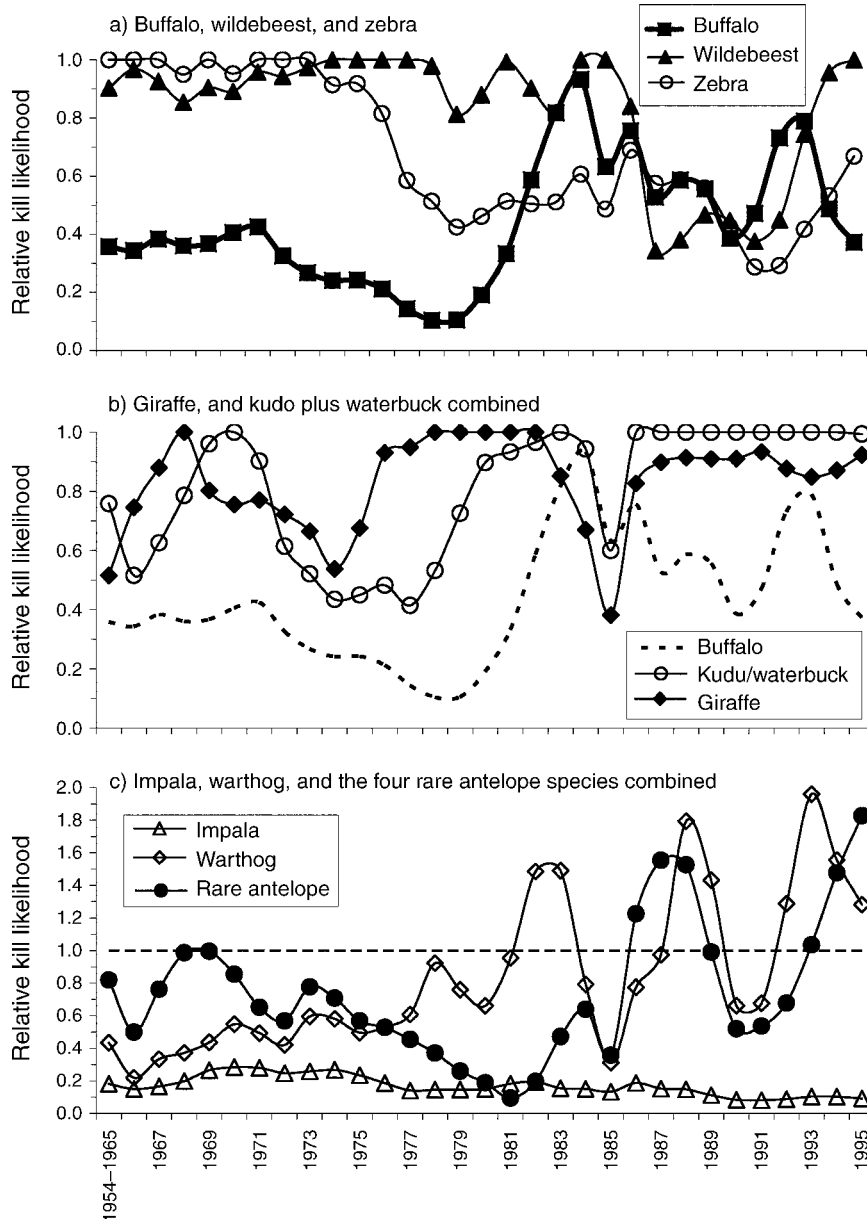 a) Buffalo, wildebeest, and zebra
Relative kill likelihood
1.0
0.8
0.6
0.4
0.2
0.0
Buffalo
Wildebeest
Zebra
b) Giraffe, and kudo plus waterbuck combined
Relative kill likelihood
1.0
0.8
0.6
0.4
0.2
0.0
Buffalo
Kudu/waterbuck
Giraffe
c) Impala, warthog, and the four rare antelope species combined
Relative kill likelihood
2.0
1.8
1.6
1.4
1.2
1.0
0.8
0.6
0.4
0.2
0.0
Impala
Warthog
Rare antelope
1954–1965
1967
1969
1971
1973
1975
1977
1979
1981
1983
1985
1987
1989
1991
1993
1995